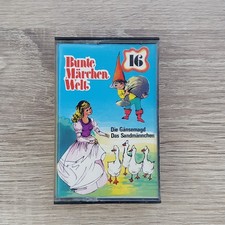 Bunte
Märchen
Welt
16
Die Gänsemagd
Das Sandmännchen